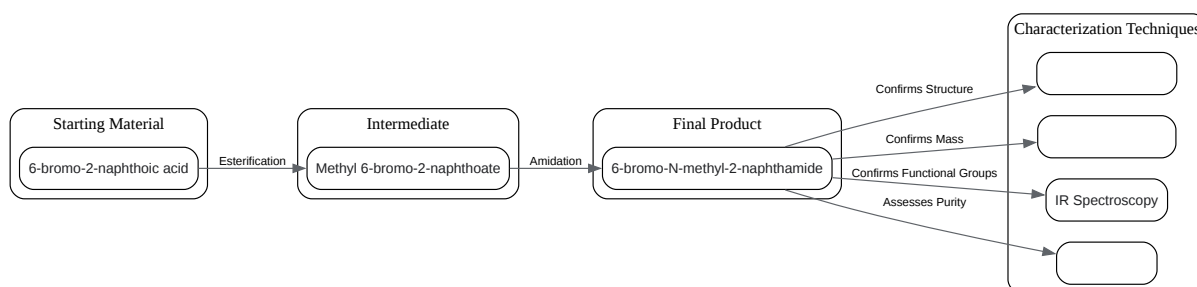 Characterization Techniques
Starting Material
6-bromo-2-naphthoic acid
Esterification
Intermediate
Methyl 6-bromo-2-naphthoate
Amidation
Final Product
6-bromo-N-methyl-2-naphthamide
Confirms Structure
Confirms Mass
Confirms Functional Groups
IR Spectroscopy
Assesses Purity